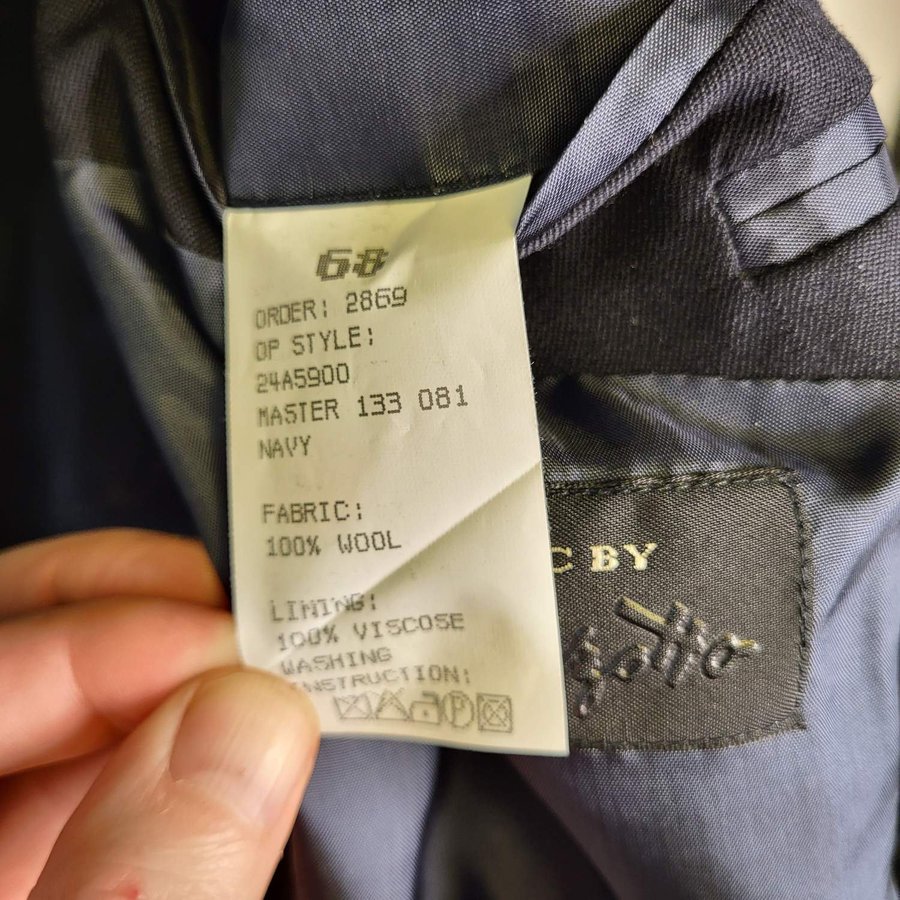 68
ORDER: 2869
OP STYLE:
24A5900
MASTER 133 081
NAVY
FABRIC:
100% WOOL
LINING:
100% VISCOSE
WASHING
INSTRUCTION:
C BY